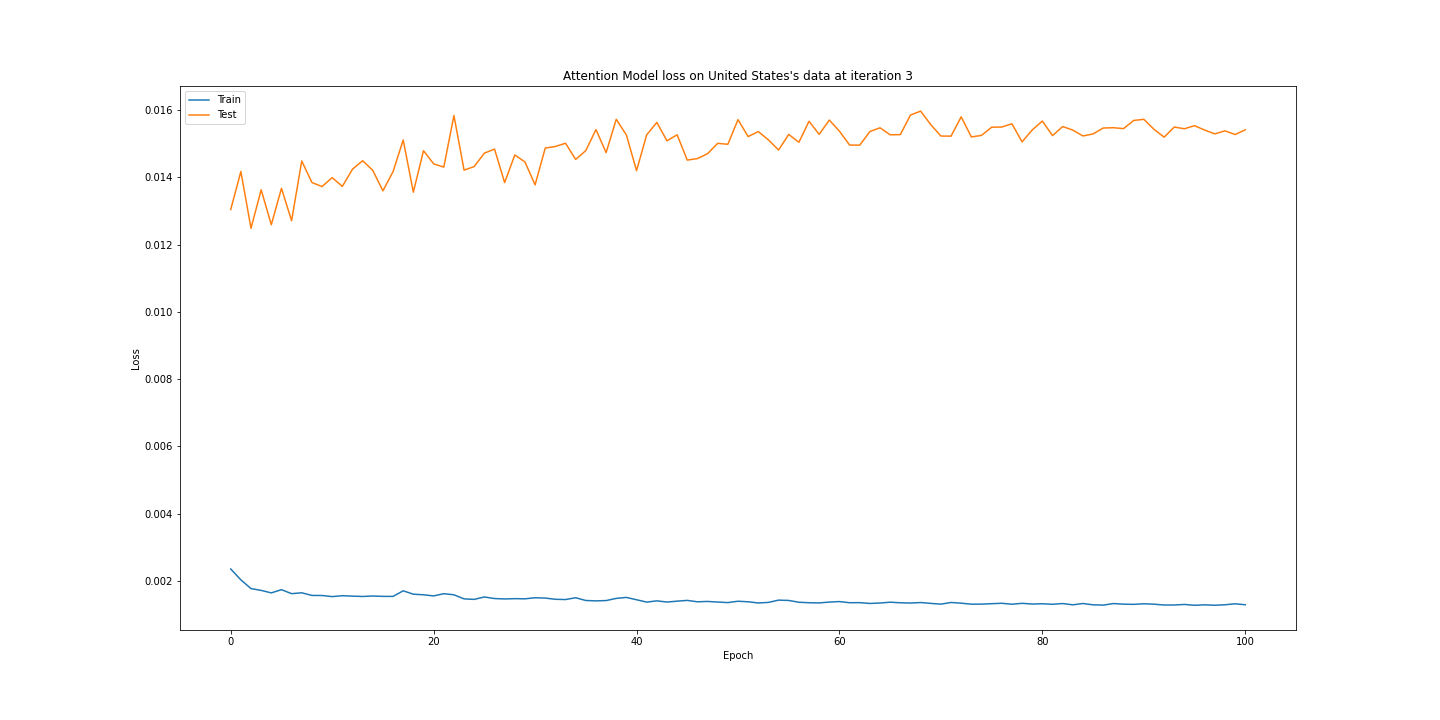 Attention Model loss on United States's data at iteration 3
Train
Test
0.016
0.014
0.012
0.010
0.008
0.006
0.004
0.002
Loss
0 20 40 60 80 100
Epoch